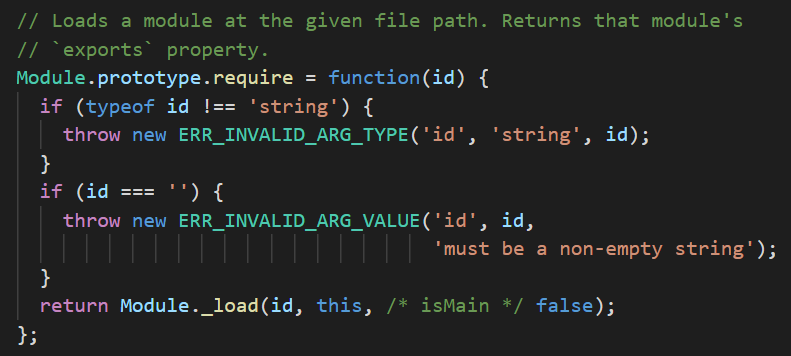 // Loads a module at the given file path. Returns that module's
// `exports` property.
Module.prototype.require = function(id) {
  if (typeof id !== 'string') {
    throw new ERR_INVALID_ARG_TYPE('id', 'string', id);
  }
  if (id === '') {
    throw new ERR_INVALID_ARG_VALUE('id', id,
                                    'must be a non-empty string');
  }
  return Module._load(id, this, /* isMain */ false);
};